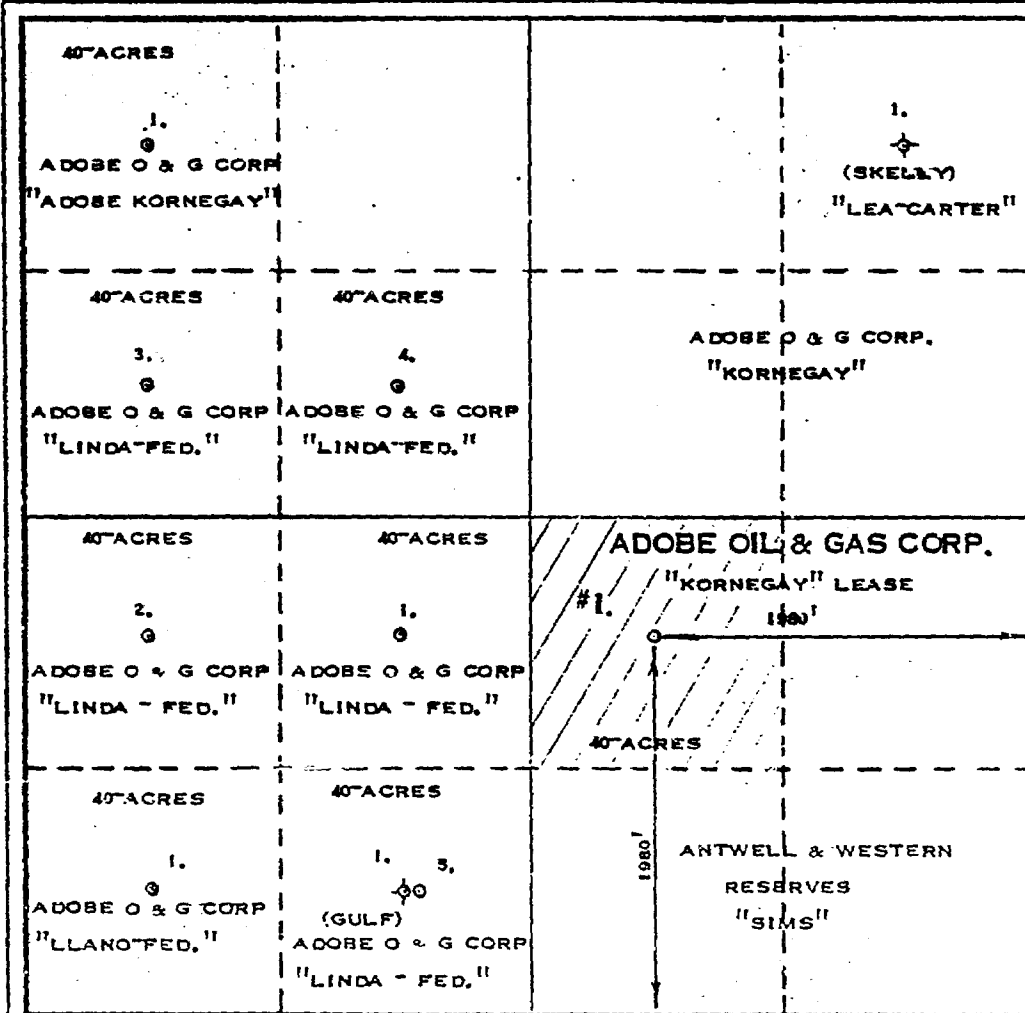 40 ACRES
1.
ADOBE O & G CORP
"ADOBE KORNEGAY"
1.
(SKELLY)
"LEA-CARTER"
40 ACRES
3.
ADOBE O & G CORP
"LINDA-FED."
40 ACRES
4.
ADOBE O & G CORP
"LINDA-FED."
ADOBE O & G CORP.
"KORNEGAY"
40 ACRES
2.
ADOBE O & G CORP
"LINDA - FED."
40 ACRES
1.
ADOBE O & G CORP
"LINDA - FED."
ADOBE OIL & GAS CORP.
"KORNEGAY" LEASE
#1.
1980'
40 ACRES
1980'
40 ACRES
1.
ADOBE O & G CORP
"LLANO-FED."
40 ACRES
1. 5.
(GULF)
ADOBE O & G CORP
"LINDA - FED."
ANTWELL & WESTERN
RESERVES
"SIMS"